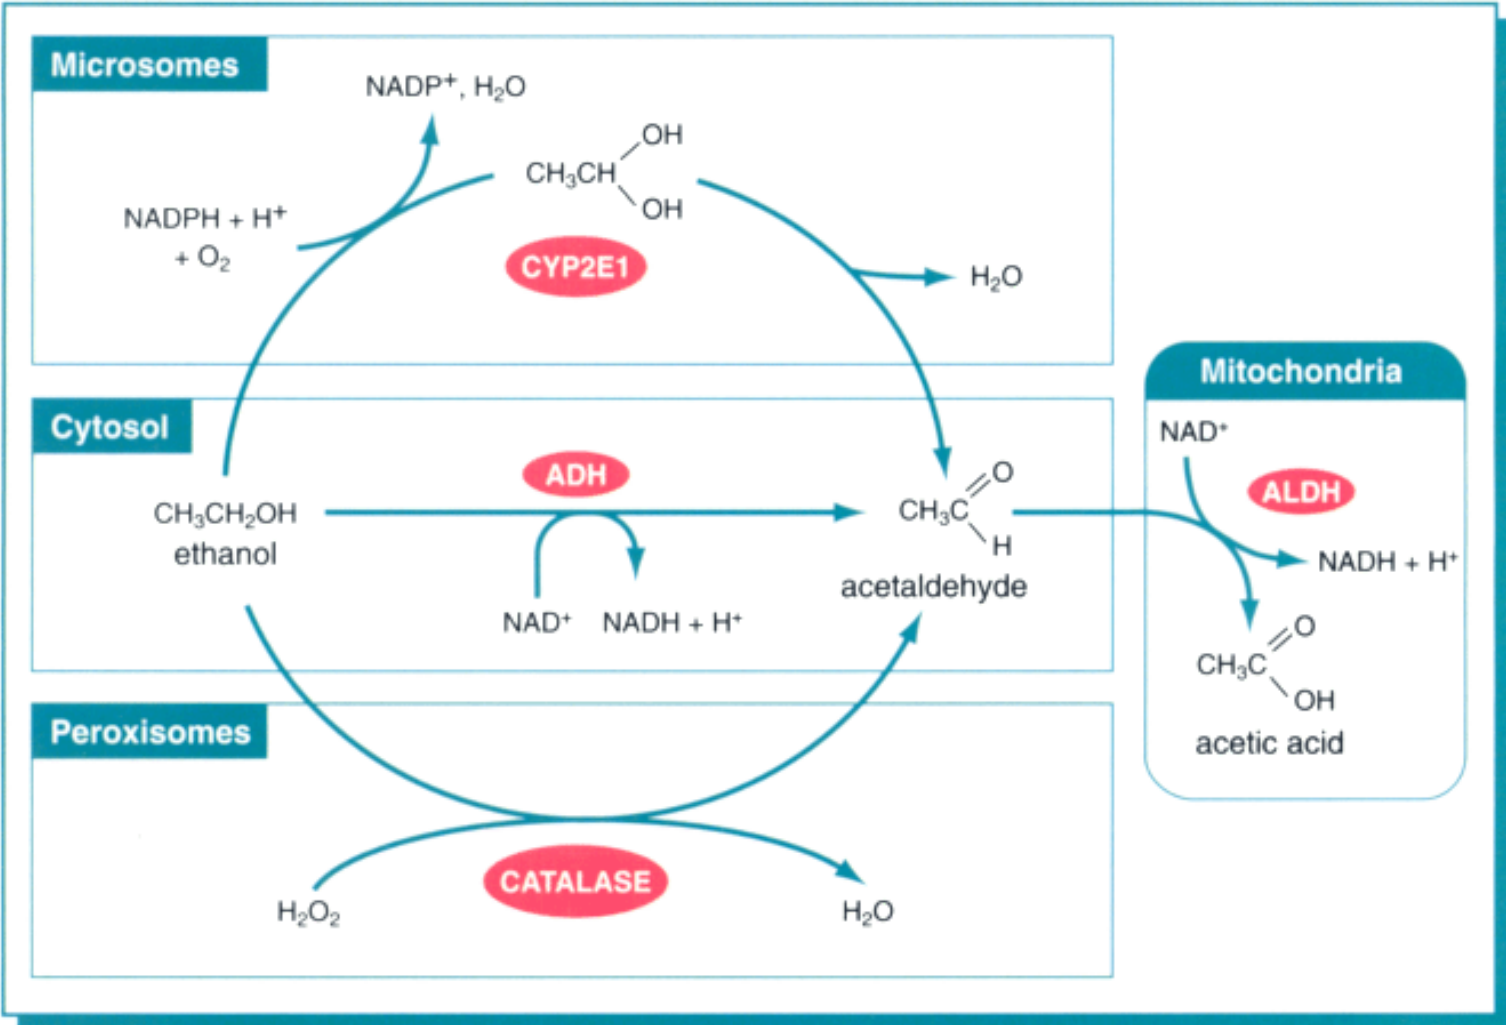 Microsomes
NADP⁺, H₂O
OH
CH₃CH
OH
NADPH + H⁺
+ O₂
CYP2E1
H₂O
Cytosol
ADH
CH₃CH₂OH
ethanol
NAD⁺
NADH + H⁺
O
CH₃C
H
acetaldehyde
Mitochondria
NAD⁺
ALDH
NADH + H⁺
O
CH₃C
OH
acetic acid
Peroxisomes
CATALASE
H₂O₂
H₂O